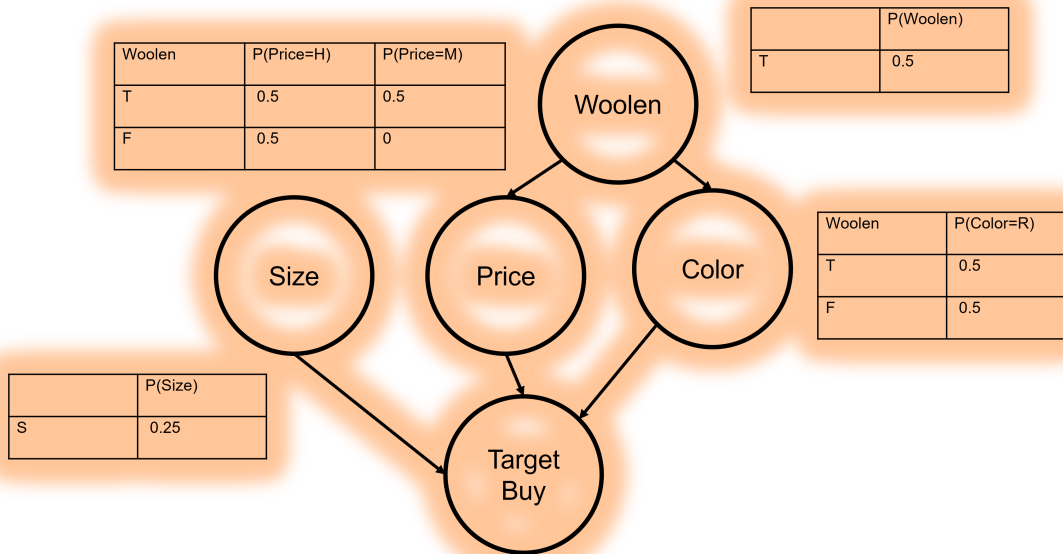 P(Woolen)
T 0.5
Woolen P(Price=H) P(Price=M)
T 0.5 0.5
F 0.5 0
Woolen
Woolen P(Color=R)
T 0.5
F 0.5
Size
Price
Color
P(Size)
S 0.25
Target
Buy